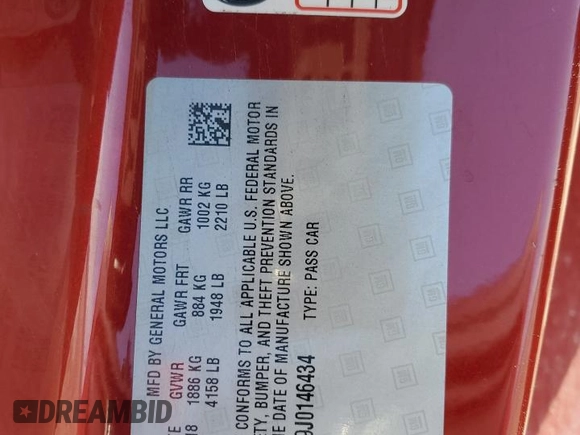 MFD BY GENERAL MOTORS LLC
GVWR GAWR FRT GAWR RR
18 1886 KG 884 KG 1002 KG
4158 LB 1948 LB 2210 LB
CONFORMS TO ALL APPLICABLE U.S. FEDERAL MOTOR
BUMPER, AND THEFT PREVENTION STANDARDS IN
DATE OF MANUFACTURE SHOWN ABOVE.
9J0146434 TYPE: PASS CAR
DREAMBID